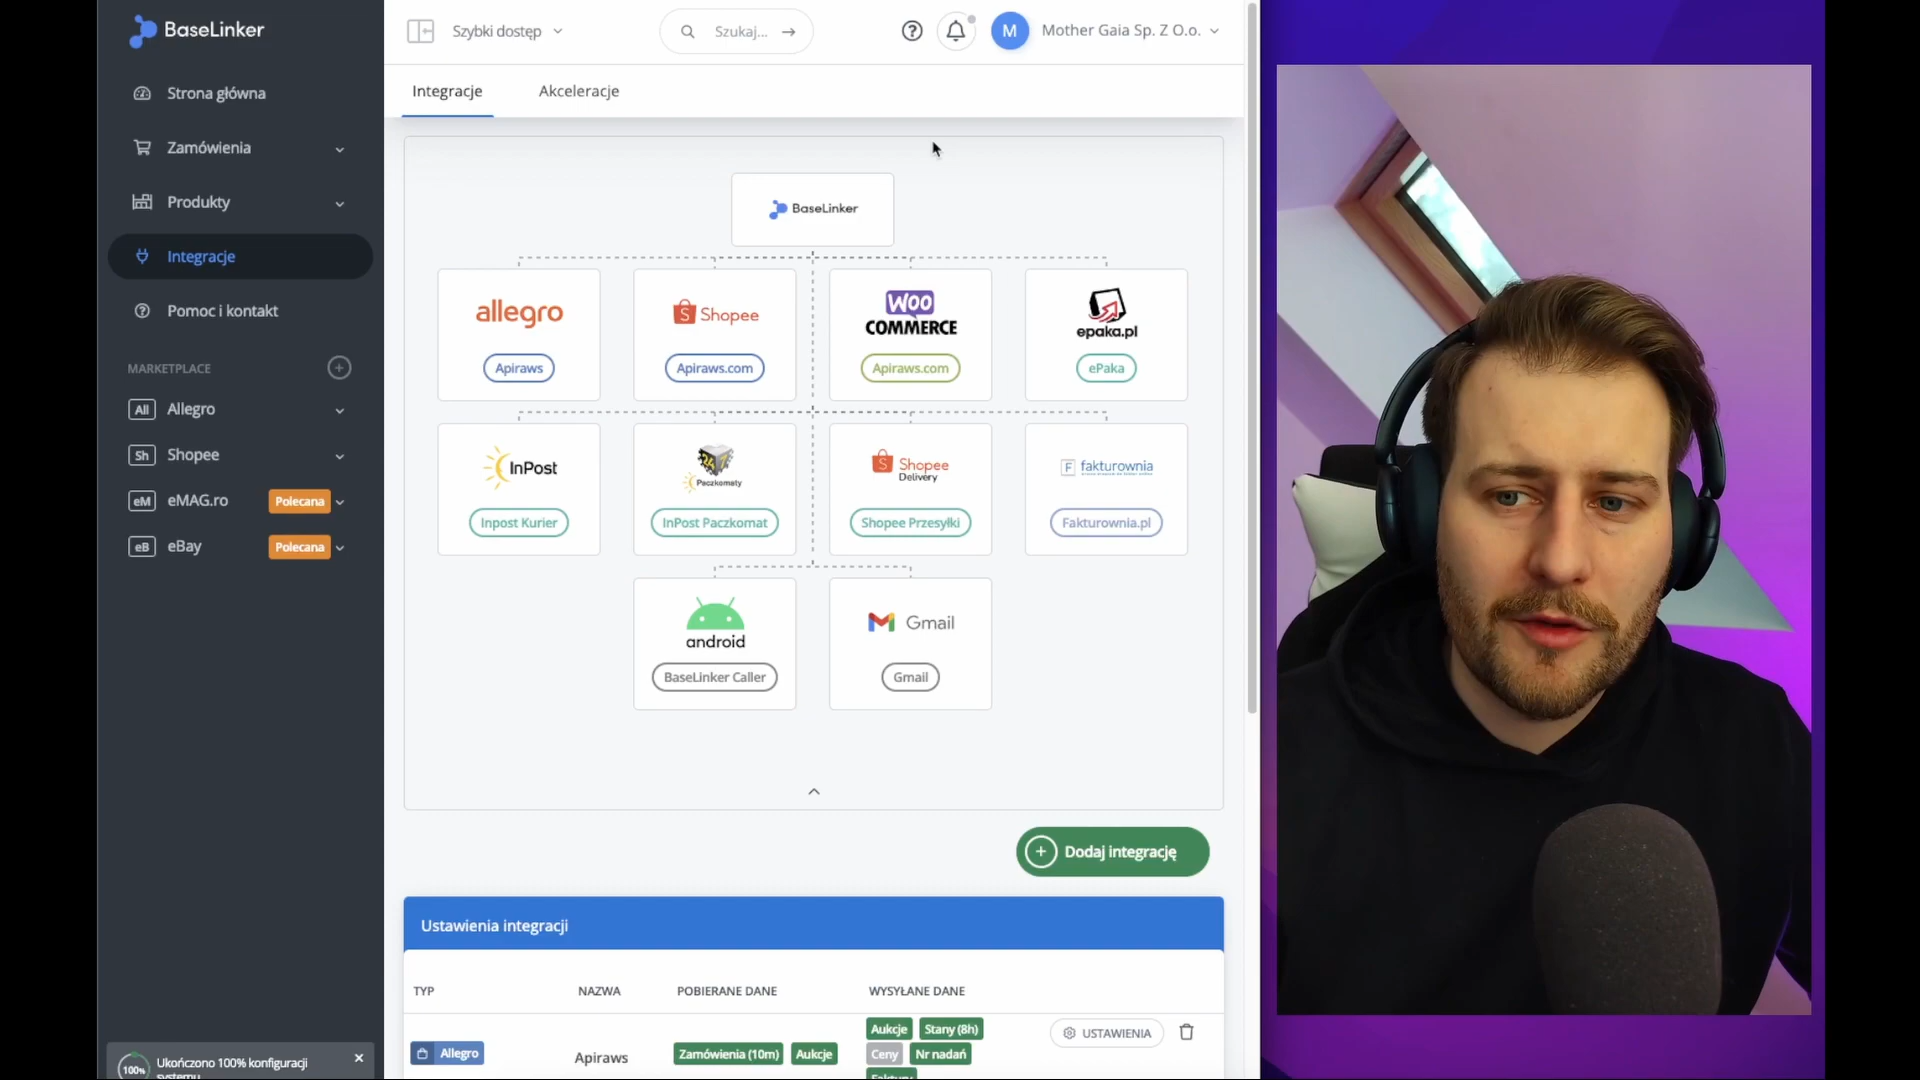 BaseLinker
Szybki dostęp
Szukaj...
M
Mother Gaia Sp. Z O.o.
Strona główna
Zamówienia
Produkty
Integracje
Pomoc i kontakt
MARKETPLACE
All Allegro
Sh Shopee
eM eMAG.ro Polecana
eB eBay Polecana
100% Ukończono 100% konfiguracji
systemu
Integracje Akceleracje
BaseLinker
allegro
Apiraws
S Shopee
Apiraws.com
WOO
COMMERCE
Apiraws.com
epaka.pl
ePaka
InPost
Inpost Kurier
24/7
Paczkomaty
InPost Paczkomat
S Shopee
Delivery
Shopee Przesyłki
F fakturownia
Fakturownia.pl
android
BaseLinker Caller
Gmail
Gmail
Dodaj integrację
Ustawienia integracji
TYP NAZWA POBIERANE DANE WYSYŁANE DANE
Allegro Apiraws Zamówienia (10m) Aukcje
Aukcje Stany (8h)
Ceny Nr nadań
Faktury
USTAWIENIA